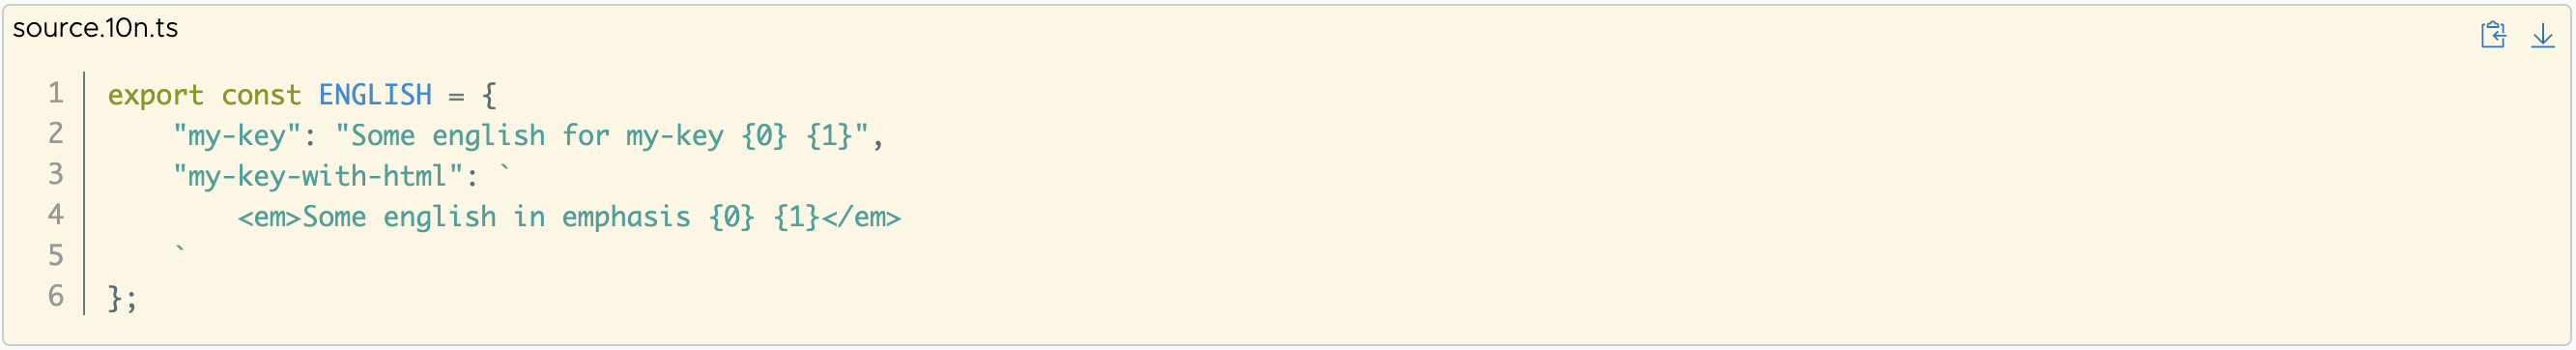 source.10n.ts
1 export const ENGLISH = {
2     "my-key": "Some english for my-key {0} {1}",
3     "my-key-with-html": `
4         <em>Some english in emphasis {0} {1}</em>
5     `
6 };